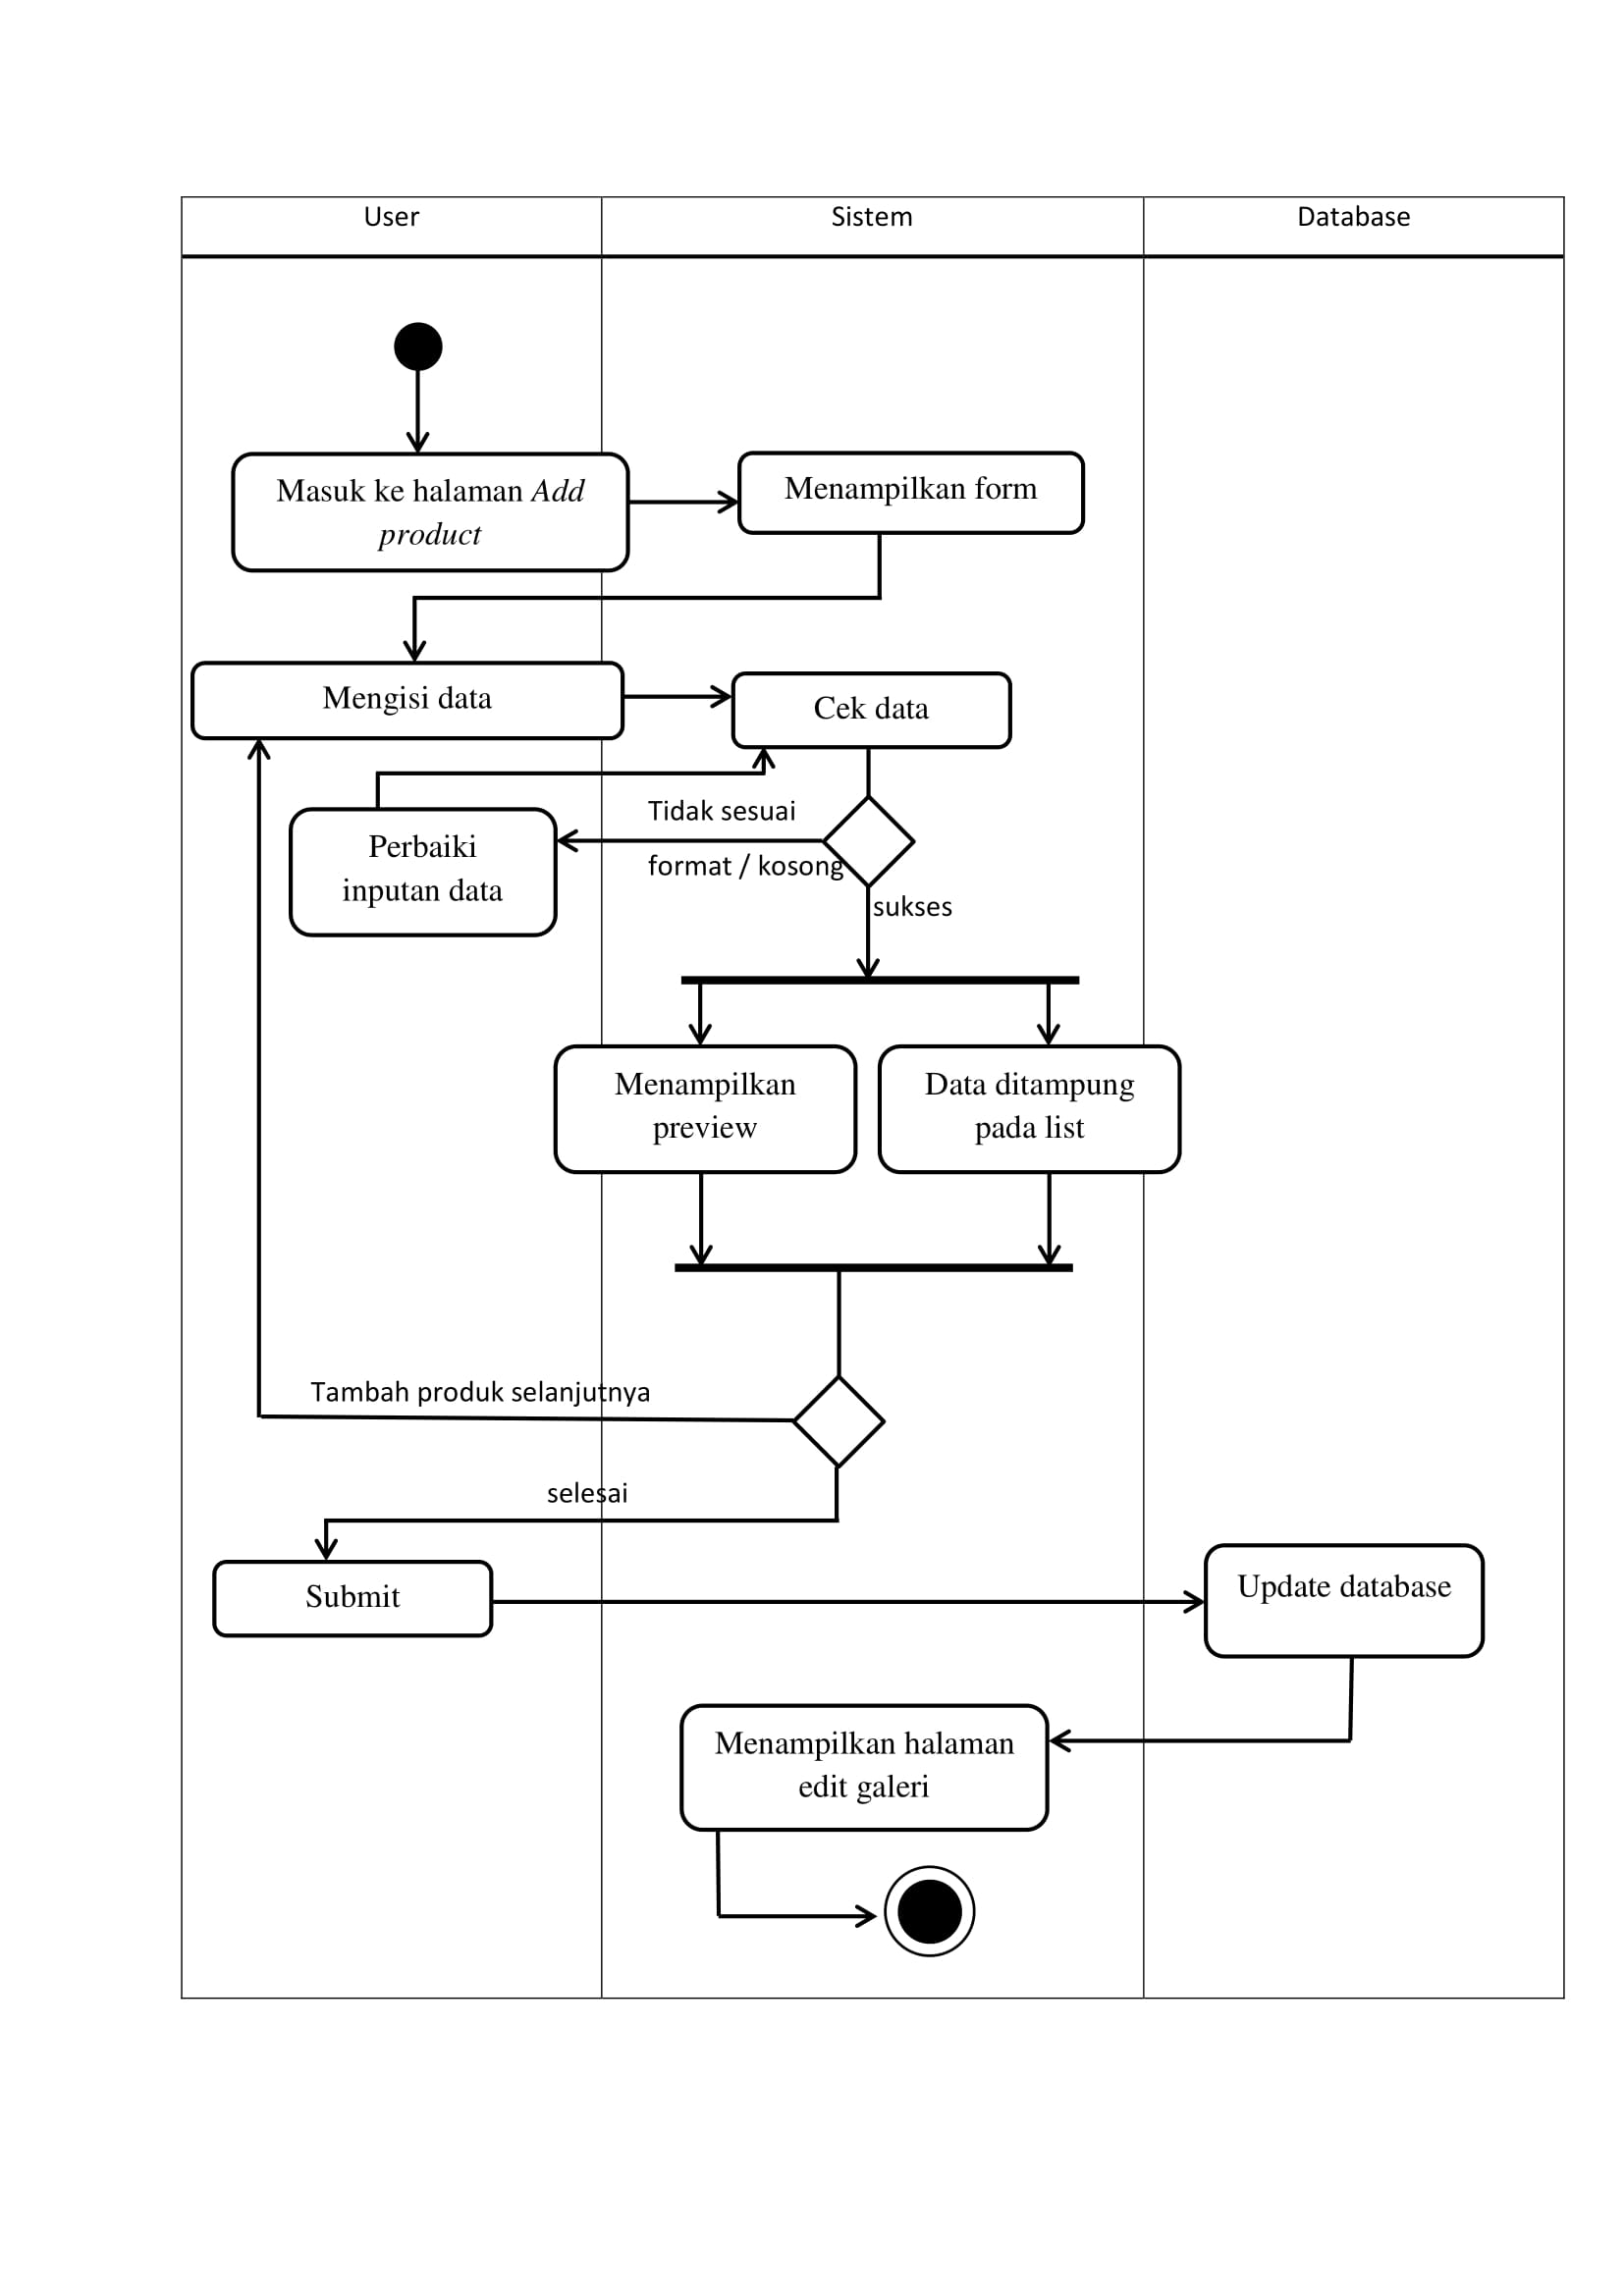 User
Sistem
Database
Masuk ke halaman Add
product
Menampilkan form
Mengisi data
Cek data
Perbaiki
inputan data
Tidak sesuai
format / kosong
sukses
Menampilkan
preview
Data ditampung
pada list
Tambah produk selanjutnya
selesai
Submit
Update database
Menampilkan halaman
edit galeri